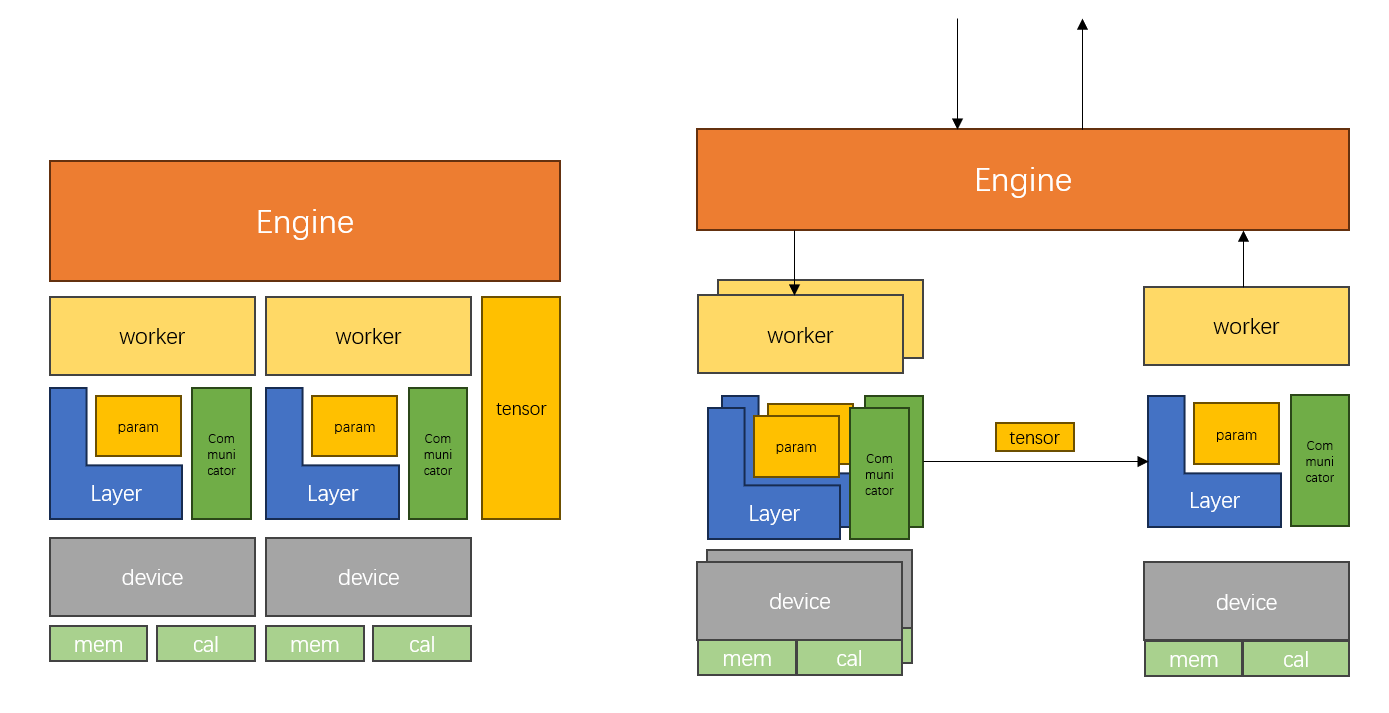 Engine
worker
worker
tensor
param
Com
muni
cator
Layer
param
Com
muni
cator
Layer
device
device
mem
cal
mem
cal
Engine
worker
worker
param
Com
muni
cator
Layer
tensor
param
Com
muni
cator
Layer
device
device
mem
cal
mem
cal